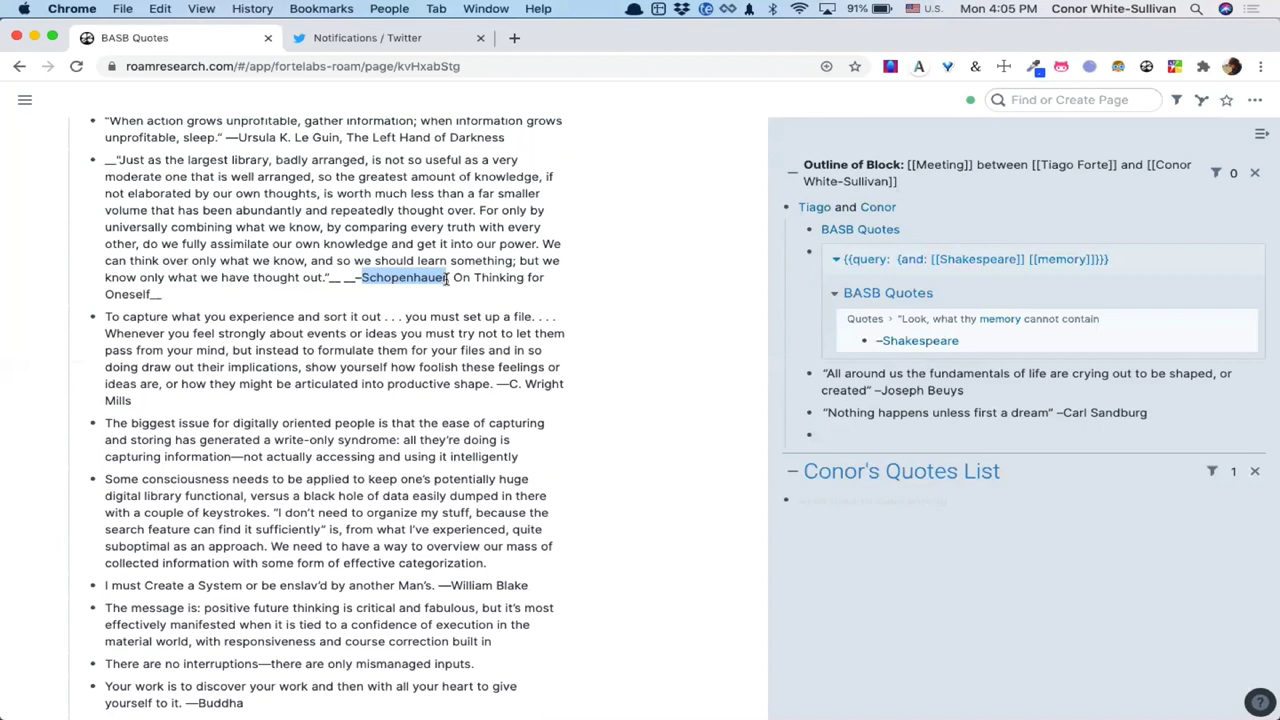 Chrome File Edit View History Bookmarks People Tab Window Help 91% U.S. Mon 4:05 PM Conor White-Sullivan
BASB Quotes
Notifications / Twitter
roamresearch.com/#/app/fortelabs-roam/page/kvHxabStg
Find or Create Page
“When action grows unprofitable, gather information; when information grows
unprofitable, sleep.” —Ursula K. Le Guin, The Left Hand of Darkness
__“Just as the largest library, badly arranged, is not so useful as a very
moderate one that is well arranged, so the greatest amount of knowledge, if
not elaborated by our own thoughts, is worth much less than a far smaller
volume that has been abundantly and repeatedly thought over. For only by
universally combining what we know, by comparing every truth with every
other, do we fully assimilate our own knowledge and get it into our power. We
can think over only what we know, and so we should learn something; but we
know only what we have thought out.”__ __–Schopenhauer, On Thinking for
Oneself__
To capture what you experience and sort it out . . . you must set up a file. . . .
Whenever you feel strongly about events or ideas you must try not to let them
pass from your mind, but instead to formulate them for your files and in so
doing draw out their implications, show yourself how foolish these feelings or
ideas are, or how they might be articulated into productive shape. —C. Wright
Mills
The biggest issue for digitally oriented people is that the ease of capturing
and storing has generated a write-only syndrome: all they’re doing is
capturing information—not actually accessing and using it intelligently
Some consciousness needs to be applied to keep one’s potentially huge
digital library functional, versus a black hole of data easily dumped in there
with a couple of keystrokes. “I don’t need to organize my stuff, because the
search feature can find it sufficiently” is, from what I’ve experienced, quite
suboptimal as an approach. We need to have a way to overview our mass of
collected information with some form of effective categorization.
I must Create a System or be enslav’d by another Man’s. —William Blake
The message is: positive future thinking is critical and fabulous, but it’s most
effectively manifested when it is tied to a confidence of execution in the
material world, with responsiveness and course correction built in
There are no interruptions—there are only mismanaged inputs.
Your work is to discover your work and then with all your heart to give
yourself to it. —Buddha
Outline of Block: [[Meeting]] between [[Tiago Forte]] and [[Conor
White-Sullivan]]
0
Tiago and Conor
BASB Quotes
{{query: {and: [[Shakespeare]] [[memory]]}}}
BASB Quotes
Quotes › “Look, what thy memory cannot contain
–Shakespeare
“All around us the fundamentals of life are crying out to be shaped, or
created” –Joseph Beuys
“Nothing happens unless first a dream” –Carl Sandburg
Conor's Quotes List
1